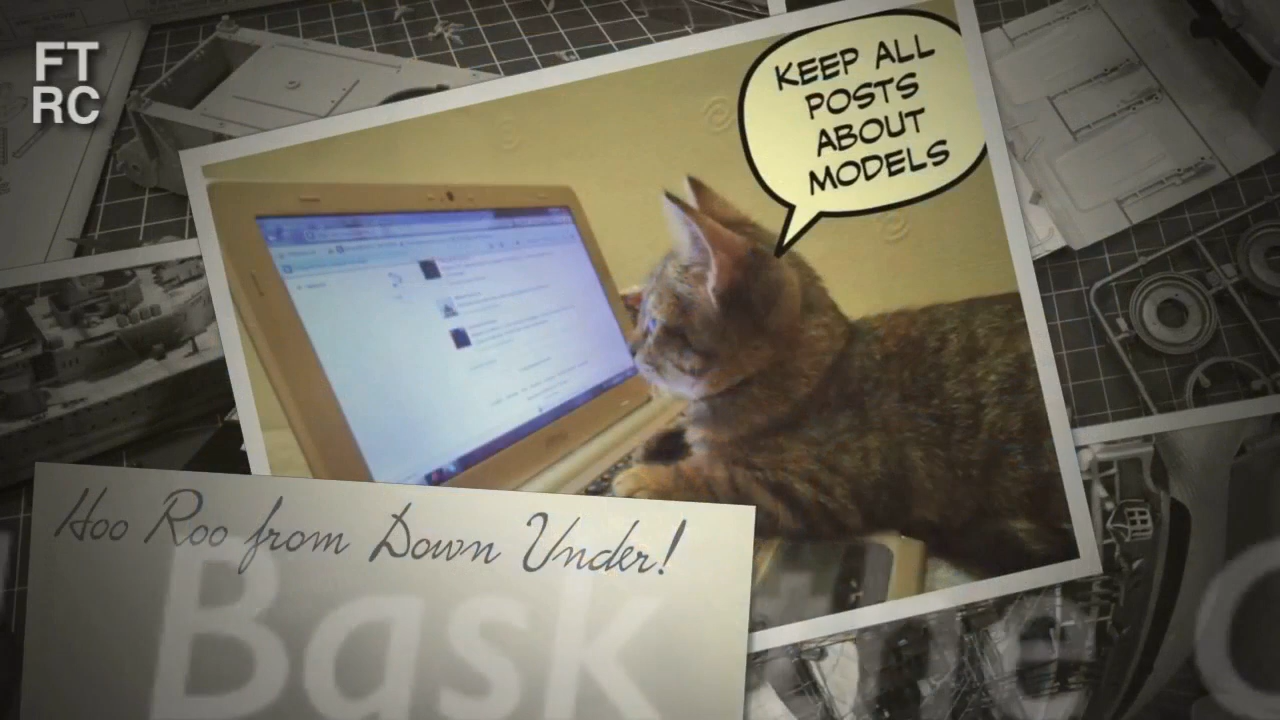 FT
RC
KEEP ALL
POSTS
ABOUT
MODELS
Hoo Roo from Down Under!
Bask